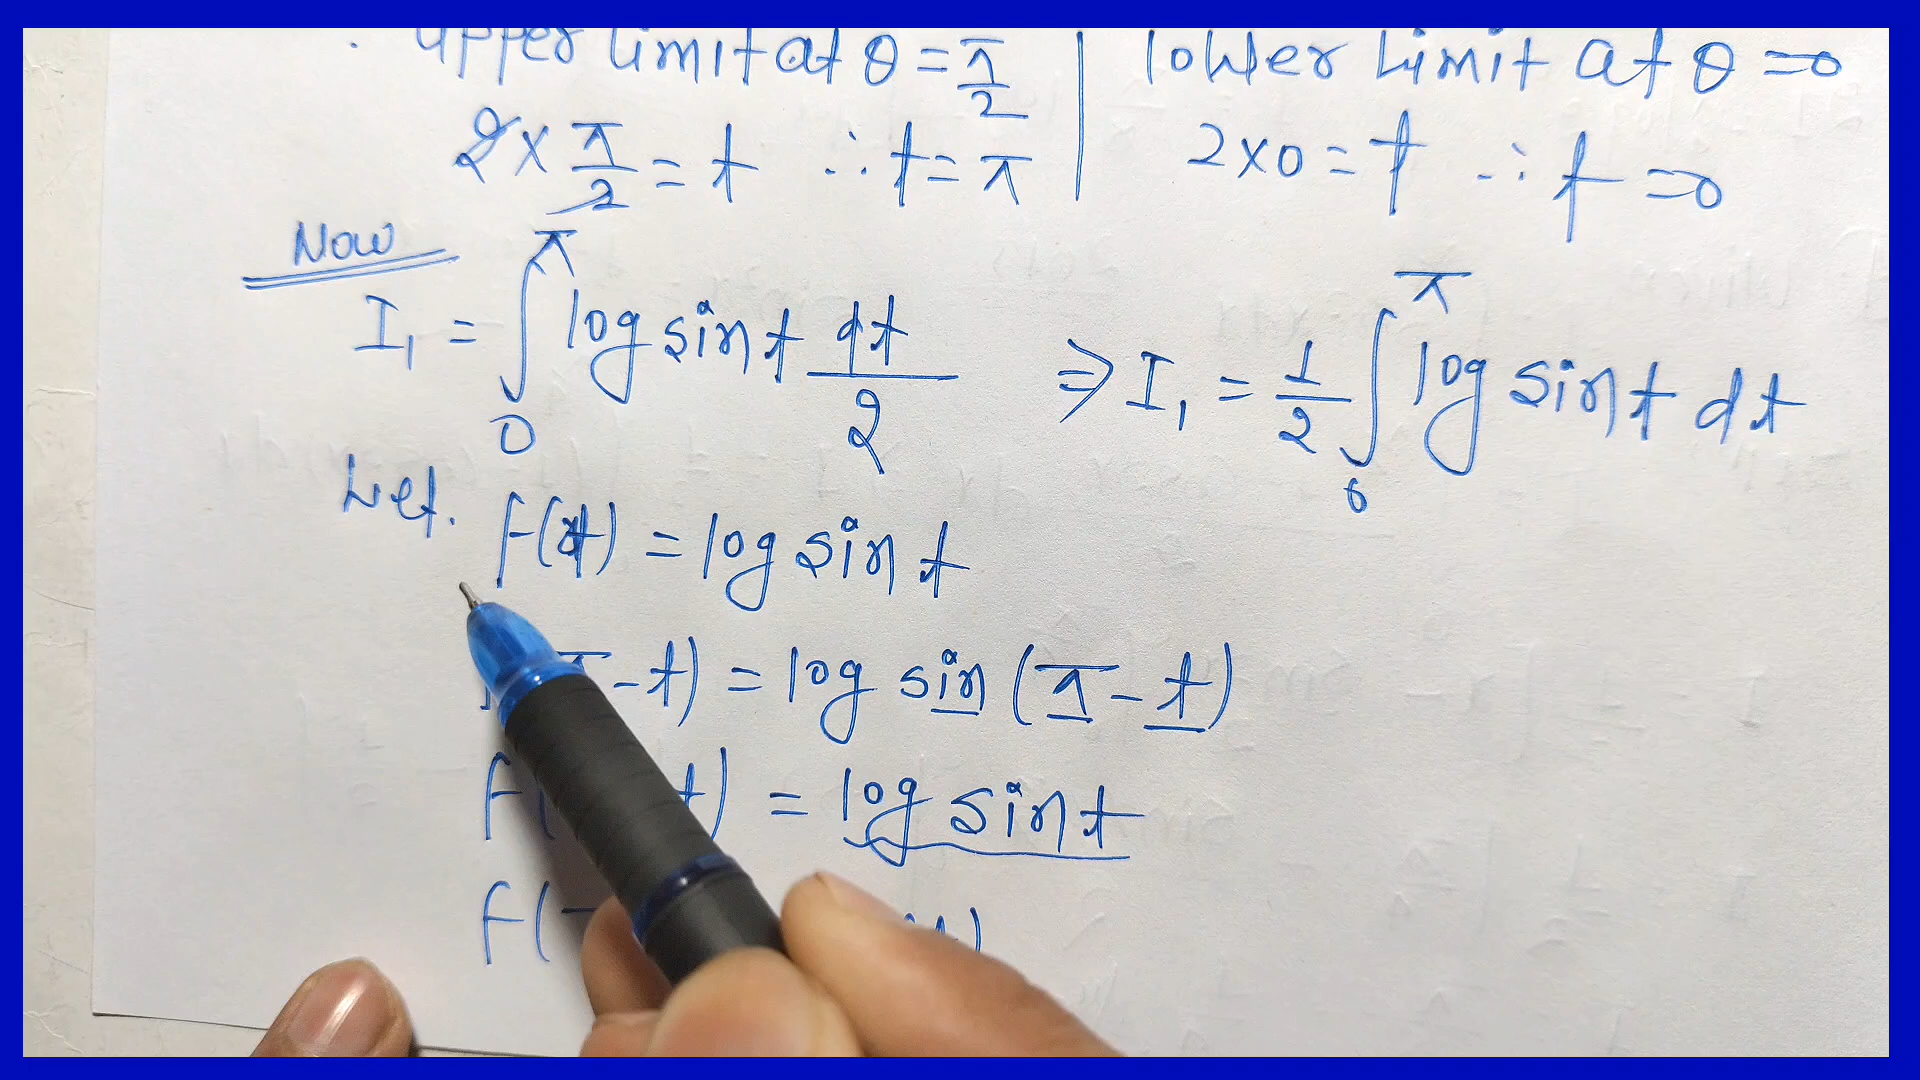 Upper Limit at θ = π/2 | lower Limit at θ = 0
2 × π/2 = t ∴ t = π | 2×0 = t ∴ t = 0
Now
I₁ = ∫₀^π log sin t dt/2 ⇒ I₁ = 1/2 ∫₀^π log sin t dt
Let. f(t) = log sin t
π - t) = log sin (π - t)
f( t) = log sin t
f(